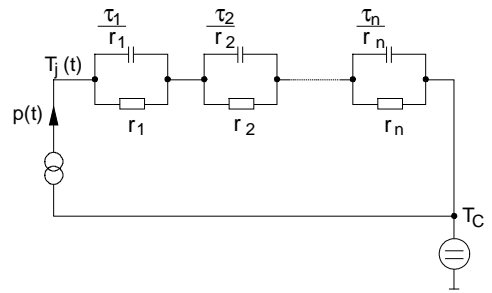 τ1 τ2 τn
r1 r2 rn
Tj (t)
p(t)
r1 r2 rn
TC